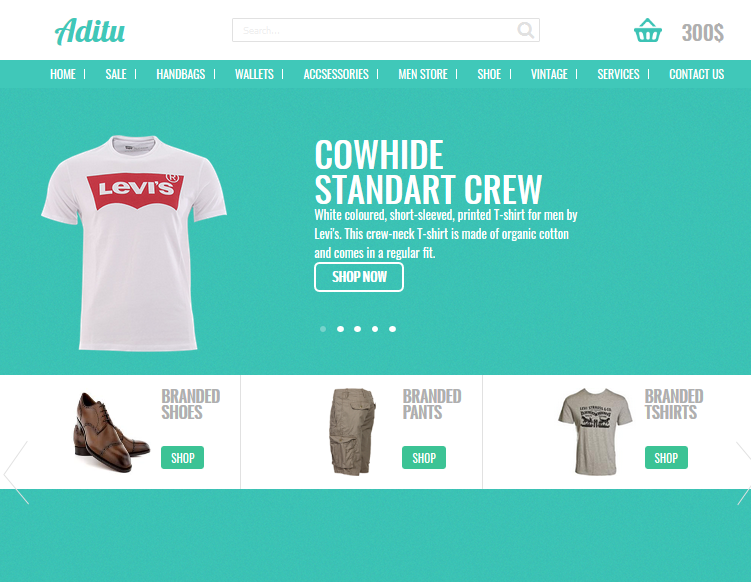 Aditu
Search...
300$
HOME SALE HANDBAGS WALLETS ACCSESSORIES MEN STORE SHOE VINTAGE SERVICES CONTACT US
LEVI'S ®
COWHIDE
STANDART CREW
White coloured, short-sleeved, printed T-shirt for men by
Levi's. This crew-neck T-shirt is made of organic cotton
and comes in a regular fit.
SHOP NOW
BRANDED
SHOES
SHOP
BRANDED
PANTS
SHOP
BRANDED
TSHIRTS
SHOP